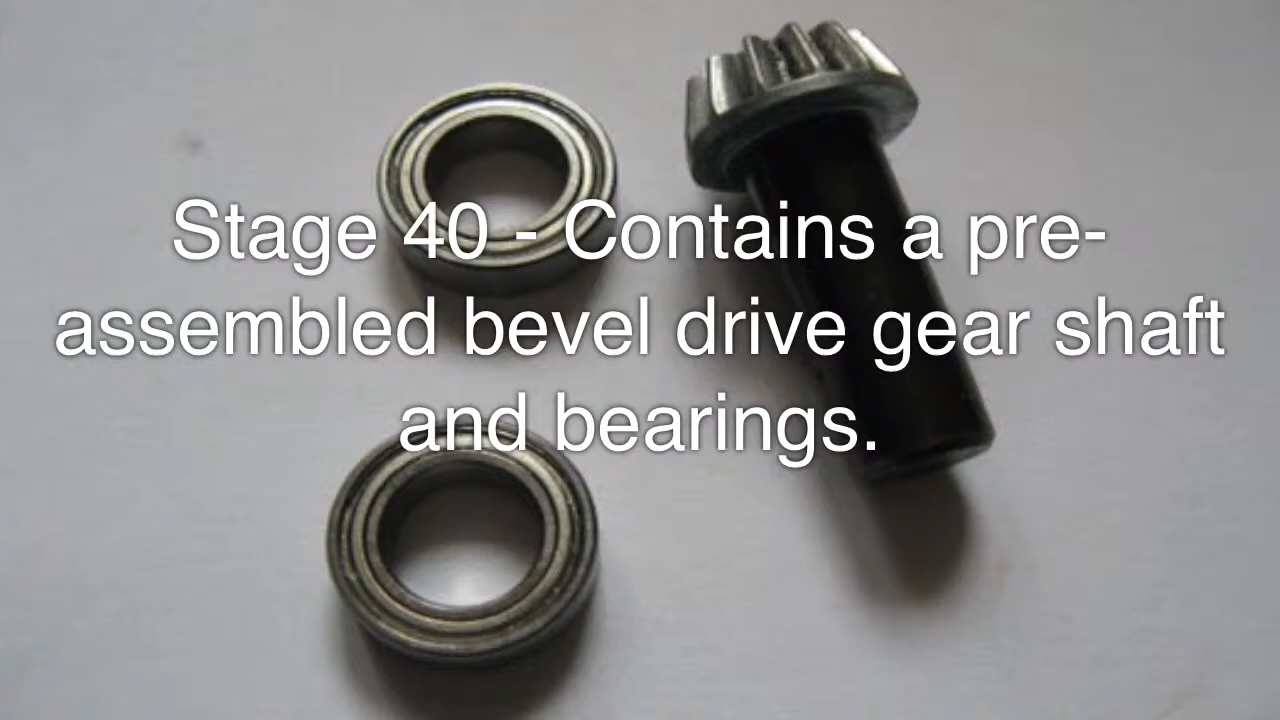 Stage 40 - Contains a pre-
assembled bevel drive gear shaft
and bearings.